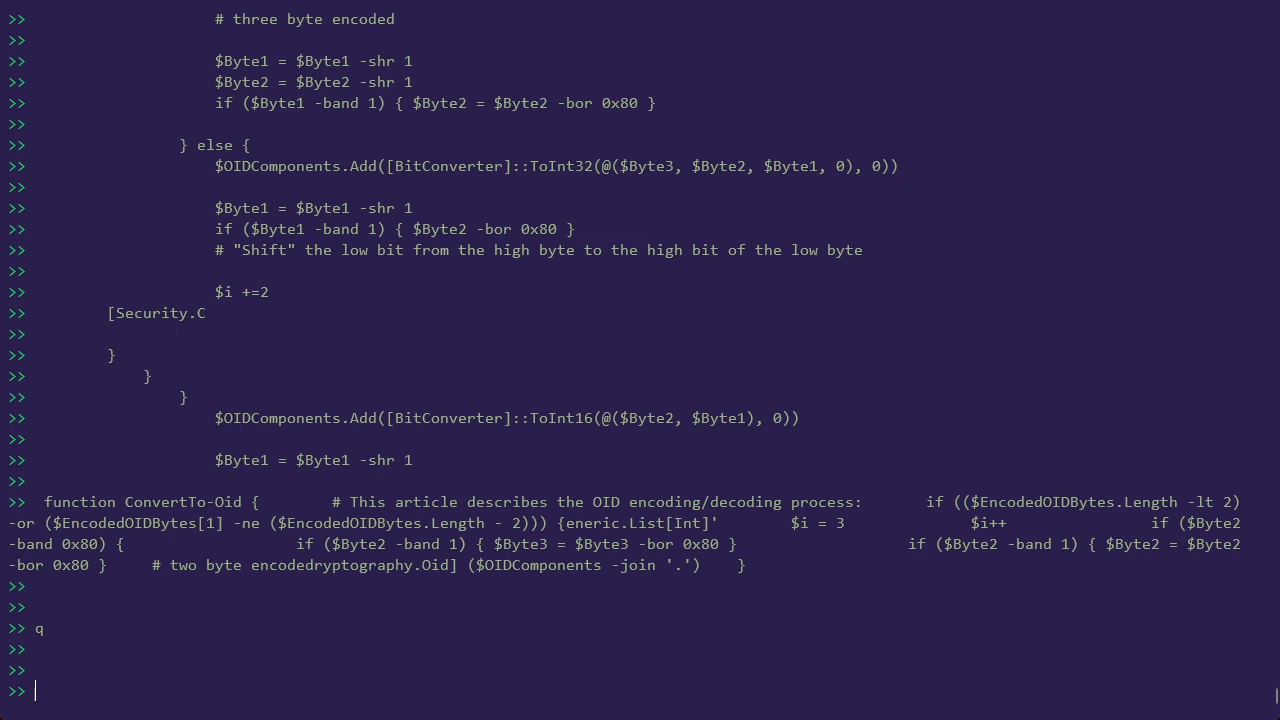 >>                     # three byte encoded
>>
>>                     $Byte1 = $Byte1 -shr 1
>>                     $Byte2 = $Byte2 -shr 1
>>                     if ($Byte1 -band 1) { $Byte2 = $Byte2 -bor 0x80 }
>>
>>                 } else {
>>                     $OIDComponents.Add([BitConverter]::ToInt32(@($Byte3, $Byte2, $Byte1, 0), 0))
>>
>>                     $Byte1 = $Byte1 -shr 1
>>                     if ($Byte1 -band 1) { $Byte2 -bor 0x80 }
>>                     # "Shift" the low bit from the high byte to the high bit of the low byte
>>
>>                     $i +=2
>>         [Security.C
>>
>>         }
>>             }
>>                 }
>>                     $OIDComponents.Add([BitConverter]::ToInt16(@($Byte2, $Byte1), 0))
>>
>>                     $Byte1 = $Byte1 -shr 1
>>
>>  function ConvertTo-Oid {        # This article describes the OID encoding/decoding process:       if (($EncodedOIDBytes.Length -lt 2)
-or ($EncodedOIDBytes[1] -ne ($EncodedOIDBytes.Length - 2))) {eneric.List[Int]'        $i = 3              $i++                if ($Byte2
-band 0x80) {                   if ($Byte2 -band 1) { $Byte3 = $Byte3 -bor 0x80 }                   if ($Byte2 -band 1) { $Byte2 = $Byte2
-bor 0x80 }     # two byte encodedryptography.Oid] ($OIDComponents -join '.')    }
>>
>>
>> q
>>
>>
>>